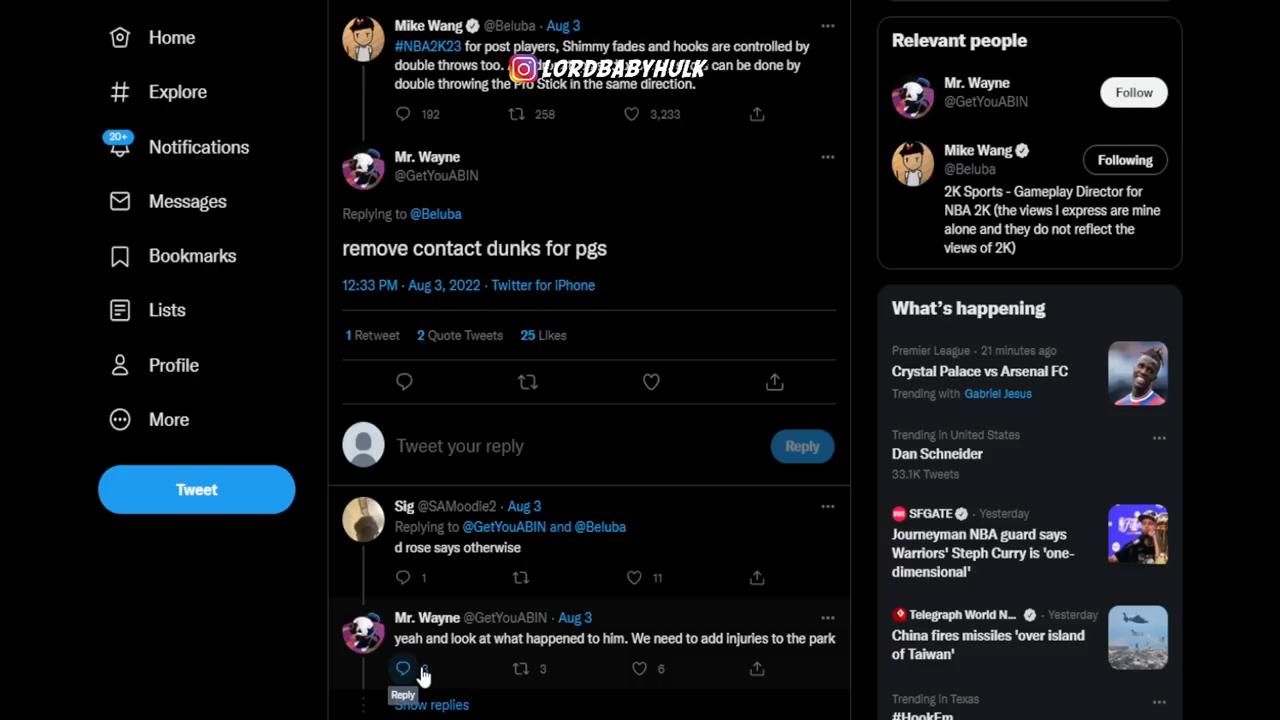 Home
Explore
20+
Notifications
Messages
Bookmarks
Lists
Profile
More
Tweet
Mike Wang @Beluba · Aug 3
#NBA2K23 for post players, Shimmy fades and hooks are controlled by
double throws too. can be done by
double throwing the Pro Stick in the same direction.
LORDBABYHULK
192 258 3,233
Mr. Wayne
@GetYouABIN
Replying to @Beluba
remove contact dunks for pgs
12:33 PM · Aug 3, 2022 · Twitter for iPhone
1 Retweet 2 Quote Tweets 25 Likes
Tweet your reply
Reply
Sig @SAMoodle2 · Aug 3
Replying to @GetYouABIN and @Beluba
d rose says otherwise
1 11
Mr. Wayne @GetYouABIN · Aug 3
yeah and look at what happened to him. We need to add injuries to the park
3 6
Reply
Show replies
Relevant people
Mr. Wayne
@GetYouABIN
Follow
Mike Wang
@Beluba
Following
2K Sports - Gameplay Director for
NBA 2K (the views I express are mine
alone and they do not reflect the
views of 2K)
What's happening
Premier League · 21 minutes ago
Crystal Palace vs Arsenal FC
Trending with Gabriel Jesus
Trending in United States
Dan Schneider
33.1K Tweets
SFGATE · Yesterday
Journeyman NBA guard says
Warriors' Steph Curry is 'one-
dimensional'
Telegraph World N... · Yesterday
China fires missiles 'over island
of Taiwan'
Trending in Texas
#HookEm